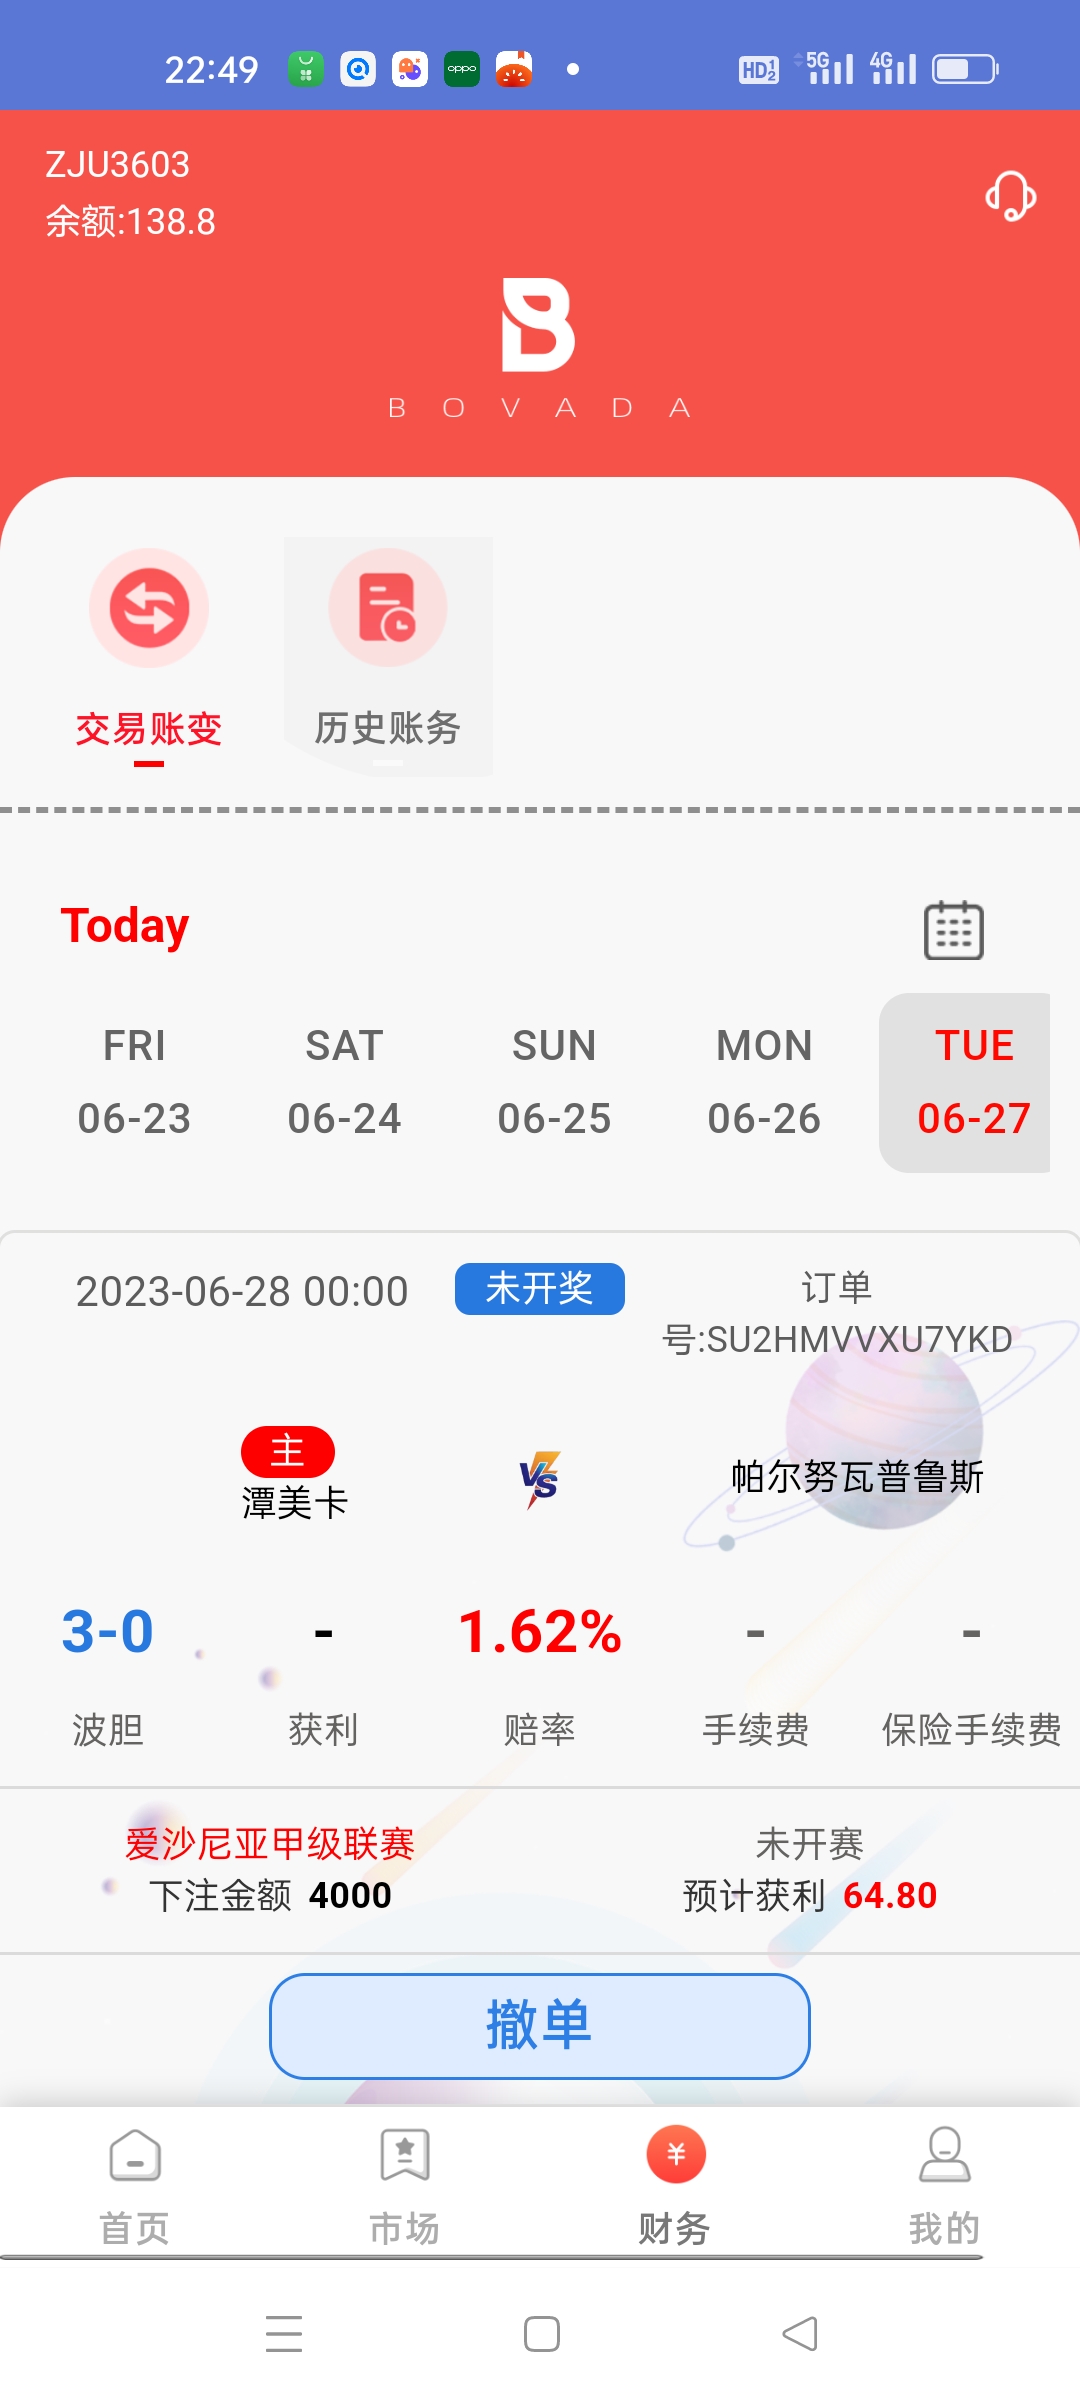 22:49
HD 1 2 5G 4G
ZJU3603
余额:138.8
BOVADA
交易账变 历史账务
Today
FRI SAT SUN MON TUE
06-23 06-24 06-25 06-26 06-27
2023-06-28 00:00 未开奖 订单
号:SU2HMVVXU7YKD
主
潭美卡 VS 帕尔努瓦普鲁斯
3-0 - 1.62% - -
波胆 获利 赔率 手续费 保险手续费
爱沙尼亚甲级联赛 未开赛
下注金额 4000 预计获利 64.80
撤单
首页 市场 财务 我的